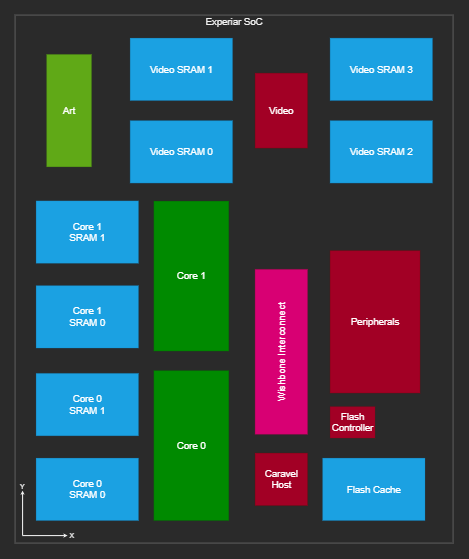 Experiar SoC
Art
Video SRAM 1
Video
Video SRAM 3
Video SRAM 0
Video SRAM 2
Core 1
SRAM 1
Core 1
Core 1
SRAM 0
Wishbone Interconnect
Peripherals
Core 0
SRAM 1
Core 0
Flash
Controller
Core 0
SRAM 0
Caravel
Host
Flash Cache
Y
X